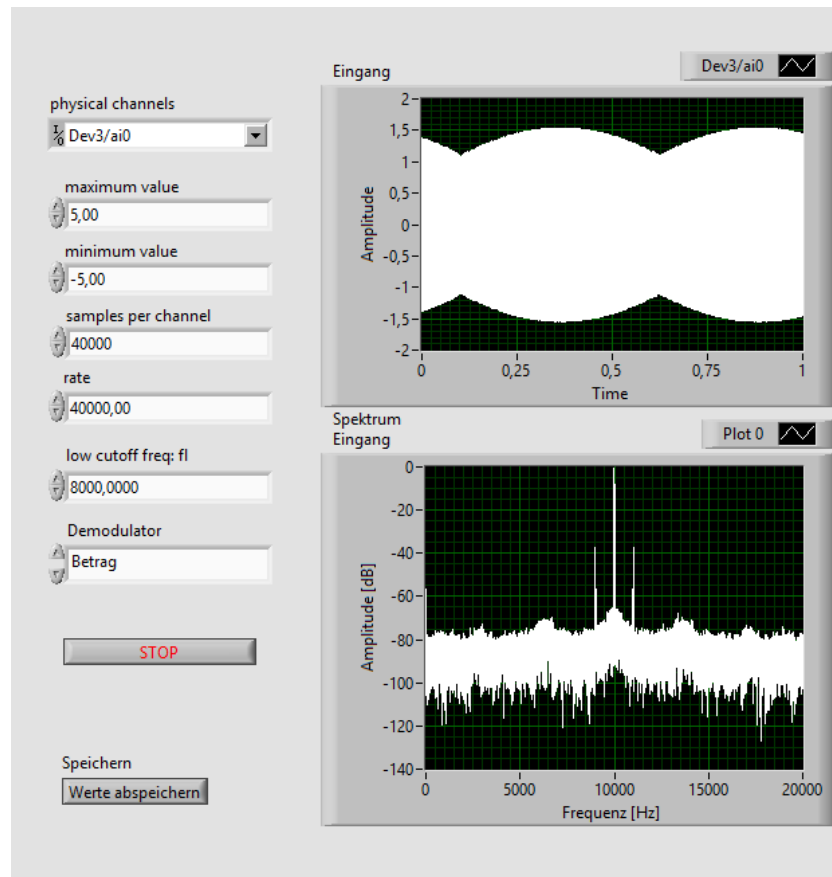 physical channels
Dev3/ai0
maximum value
5,00
minimum value
-5,00
samples per channel
40000
rate
40000,00
low cutoff freq: fl
8000,0000
Demodulator
Betrag
STOP
Speichern
Werte abspeichern
Eingang
Dev3/ai0
Amplitude
2
1,5
1
0,5
0
-0,5
-1
-1,5
-2
0 0,25 0,5 0,75 1
Time
Spektrum
Eingang
Plot 0
Amplitude [dB]
0
-20
-40
-60
-80
-100
-120
-140
0 5000 10000 15000 20000
Frequenz [Hz]